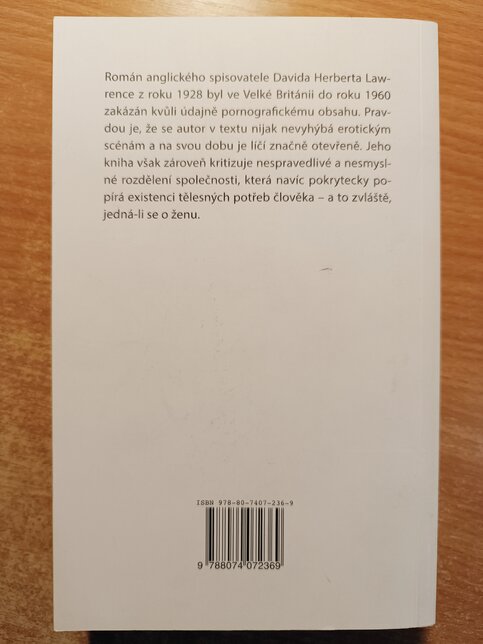 Román anglického spisovatele Davida Herberta Law-
rence z roku 1928 byl ve Velké Británii do roku 1960
zakázán kvůli údajně pornografickému obsahu. Prav-
dou je, že se autor v textu nijak nevyhýbá erotickým
scénám a na svou dobu je líčí značně otevřeně. Jeho
kniha však zároveň kritizuje nespravedlivé a nesmysl-
né rozdělení společnosti, která navíc pokrytecky po-
pírá existenci tělesných potřeb člověka – a to zvláště,
jedná-li se o ženu.
ISBN 978-80-7407-236-9
9 788074 072369